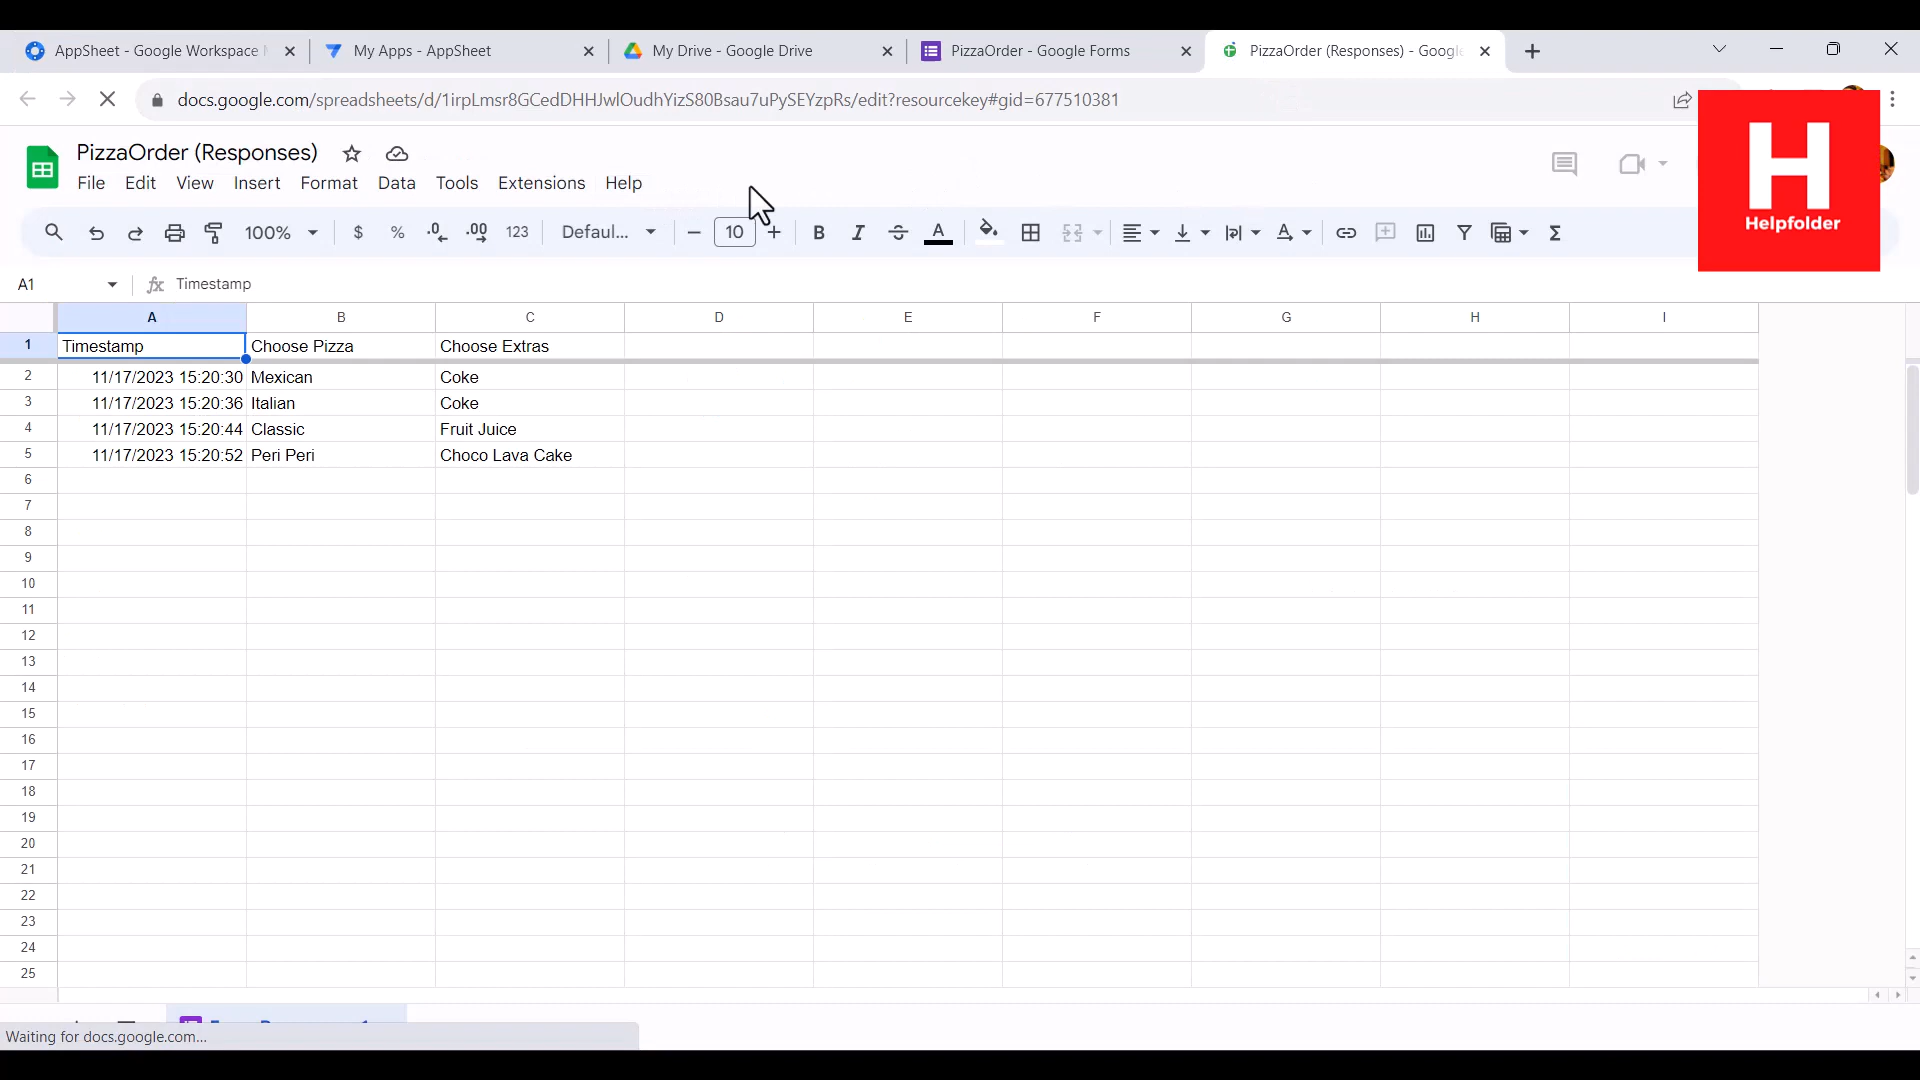 AppSheet - Google Workspace
My Apps - AppSheet
My Drive - Google Drive
PizzaOrder - Google Forms
PizzaOrder (Responses) - Google
docs.google.com/spreadsheets/d/1irpLmsr8GCedDHHJwlOudhYizS80Bsau7uPySEYzpRs/edit?resourcekey#gid=677510381
PizzaOrder (Responses)
File Edit View Insert Format Data Tools Extensions Help
H
Helpfolder
100% $ % .0 .00 123 Defaul... 10 B I S A A Σ
A1 fx Timestamp
A B C D E F G H I
1 Timestamp Choose Pizza Choose Extras
2 11/17/2023 15:20:30 Mexican Coke
3 11/17/2023 15:20:36 Italian Coke
4 11/17/2023 15:20:44 Classic Fruit Juice
5 11/17/2023 15:20:52 Peri Peri Choco Lava Cake
6
7
8
9
10
11
12
13
14
15
16
17
18
19
20
21
22
23
24
25
Waiting for docs.google.com...